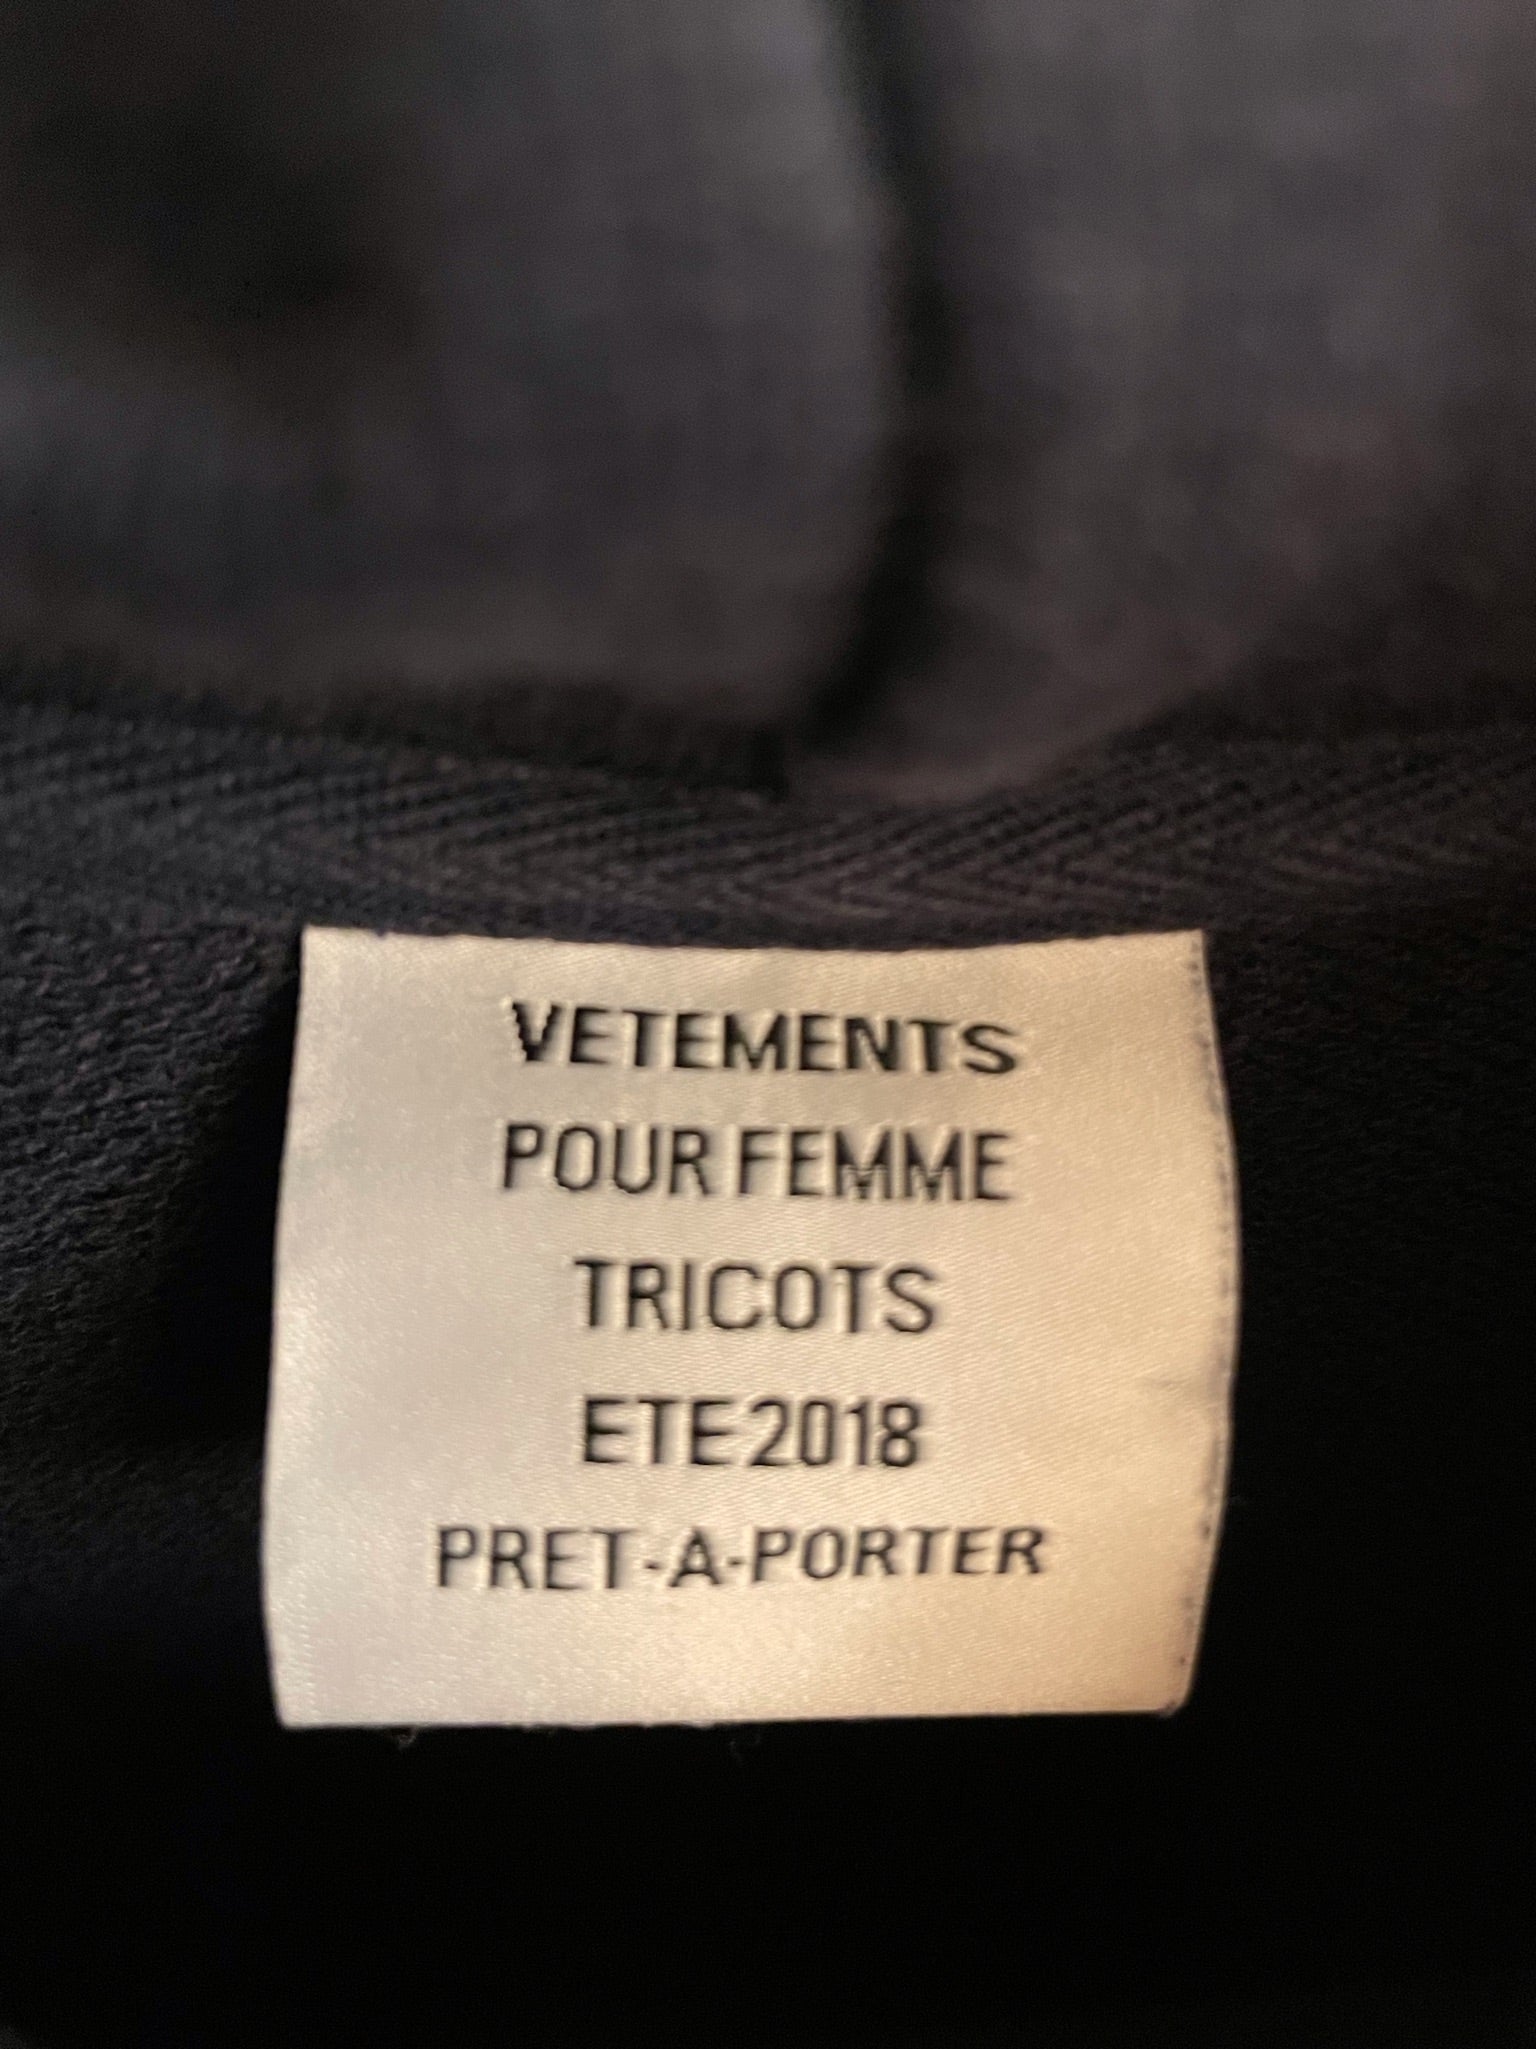 VETEMENTS
POUR FEMME
TRICOTS
ETE 2018
PRET-A-PORTER